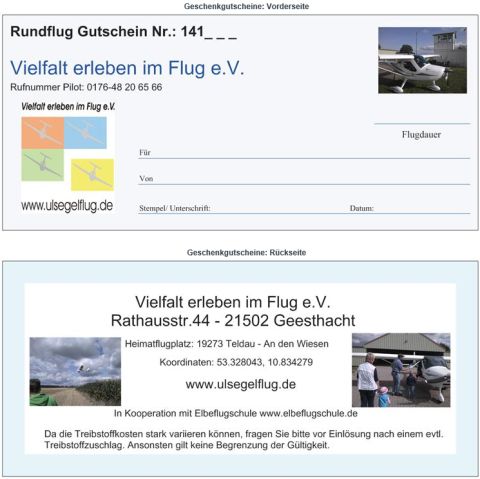 Geschenkgutscheine: Vorderseite
Rundflug Gutschein Nr.: 141_ _ _
Vielfalt erleben im Flug e.V.
Rufnummer Pilot: 0176-48 20 65 66
Vielfalt erleben im Flug e.V.
www.ulsegelflug.de
Flugdauer
Für
Von
Stempel/ Unterschrift:
Datum:
Geschenkgutscheine: Rückseite
Vielfalt erleben im Flug e.V.
Rathausstr.44 - 21502 Geesthacht
Heimatflugplatz: 19273 Teldau - An den Wiesen
Koordinaten: 53.328043, 10.834279
www.ulsegelflug.de
In Kooperation mit Elbeflugschule www.elbeflugschule.de
Da die Treibstoffkosten stark variieren können, fragen Sie bitte vor Einlösung nach einem evtl.
Treibstoffzuschlag. Ansonsten gilt keine Begrenzung der Gültigkeit.